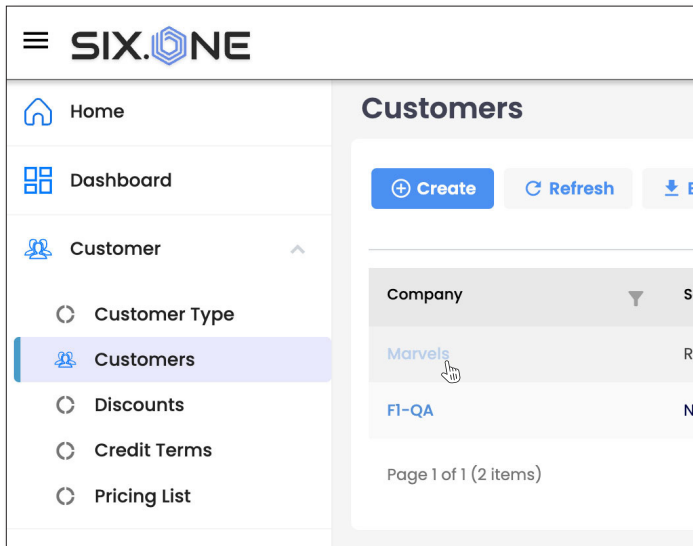 SIX.ONE
Home
Dashboard
Customer
Customer Type
Customers
Discounts
Credit Terms
Pricing List
Customers
Create
Refresh
Company
Marvels
F1-QA
Page 1 of 1 (2 items)